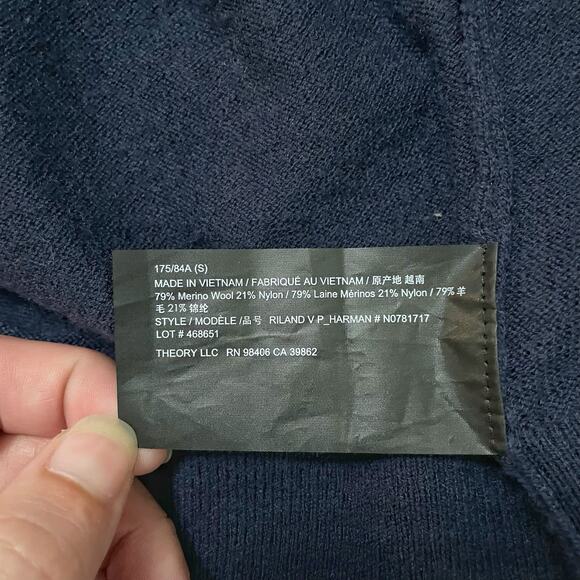 175/84A (S)
MADE IN VIETNAM / FABRIQUÉ AU VIETNAM / 原产地 越南
79% Merino Wool 21% Nylon / 79% Laine Mérinos 21% Nylon / 79% 羊
毛 21% 锦纶
STYLE / MODÈLE /品号 RILAND V P_HARMAN # N0781717
LOT # 468651
THEORY LLC RN 98406 CA 39862